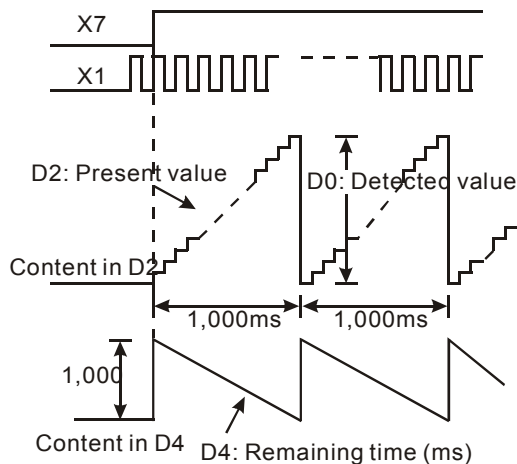 X7
X1
D2: Present value
D0: Detected value
Content in D2
1,000ms
1,000ms
1,000
Content in D4
D4: Remaining time (ms)